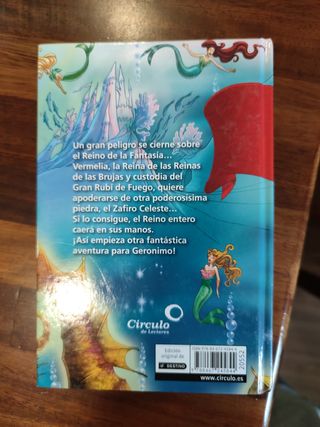 Un gran peligro se cierne sobre
el Reino de la Fantasía...
Vermelia, la Reina de las Reinas
de las Brujas y custodia del
Gran Rubí de Fuego, quiere
apoderarse de otra poderosísima
piedra, el Zafiro Celeste...
Si lo consigue, el Reino entero
caerá en sus manos.
¡Así empieza otra fantástica
aventura para Geronimo!
Círculo
de Lectores
Edición
original de
DESTINO
www.círculo.es
20552